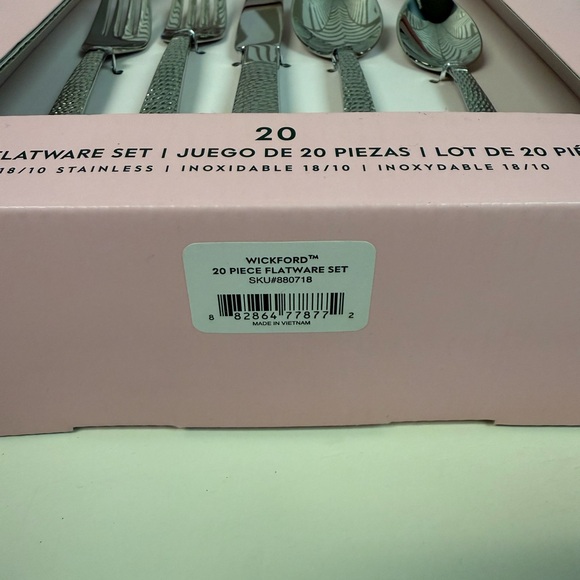 20
FLATWARE SET | JUEGO DE 20 PIEZAS | LOT DE 20
18/10 STAINLESS | INOXIDABLE 18/10 | INOXYDABLE 18/10
WICKFORD™
20 PIECE FLATWARE SET
SKU#880718
8 82864 77877 2
MADE IN VIETNAM